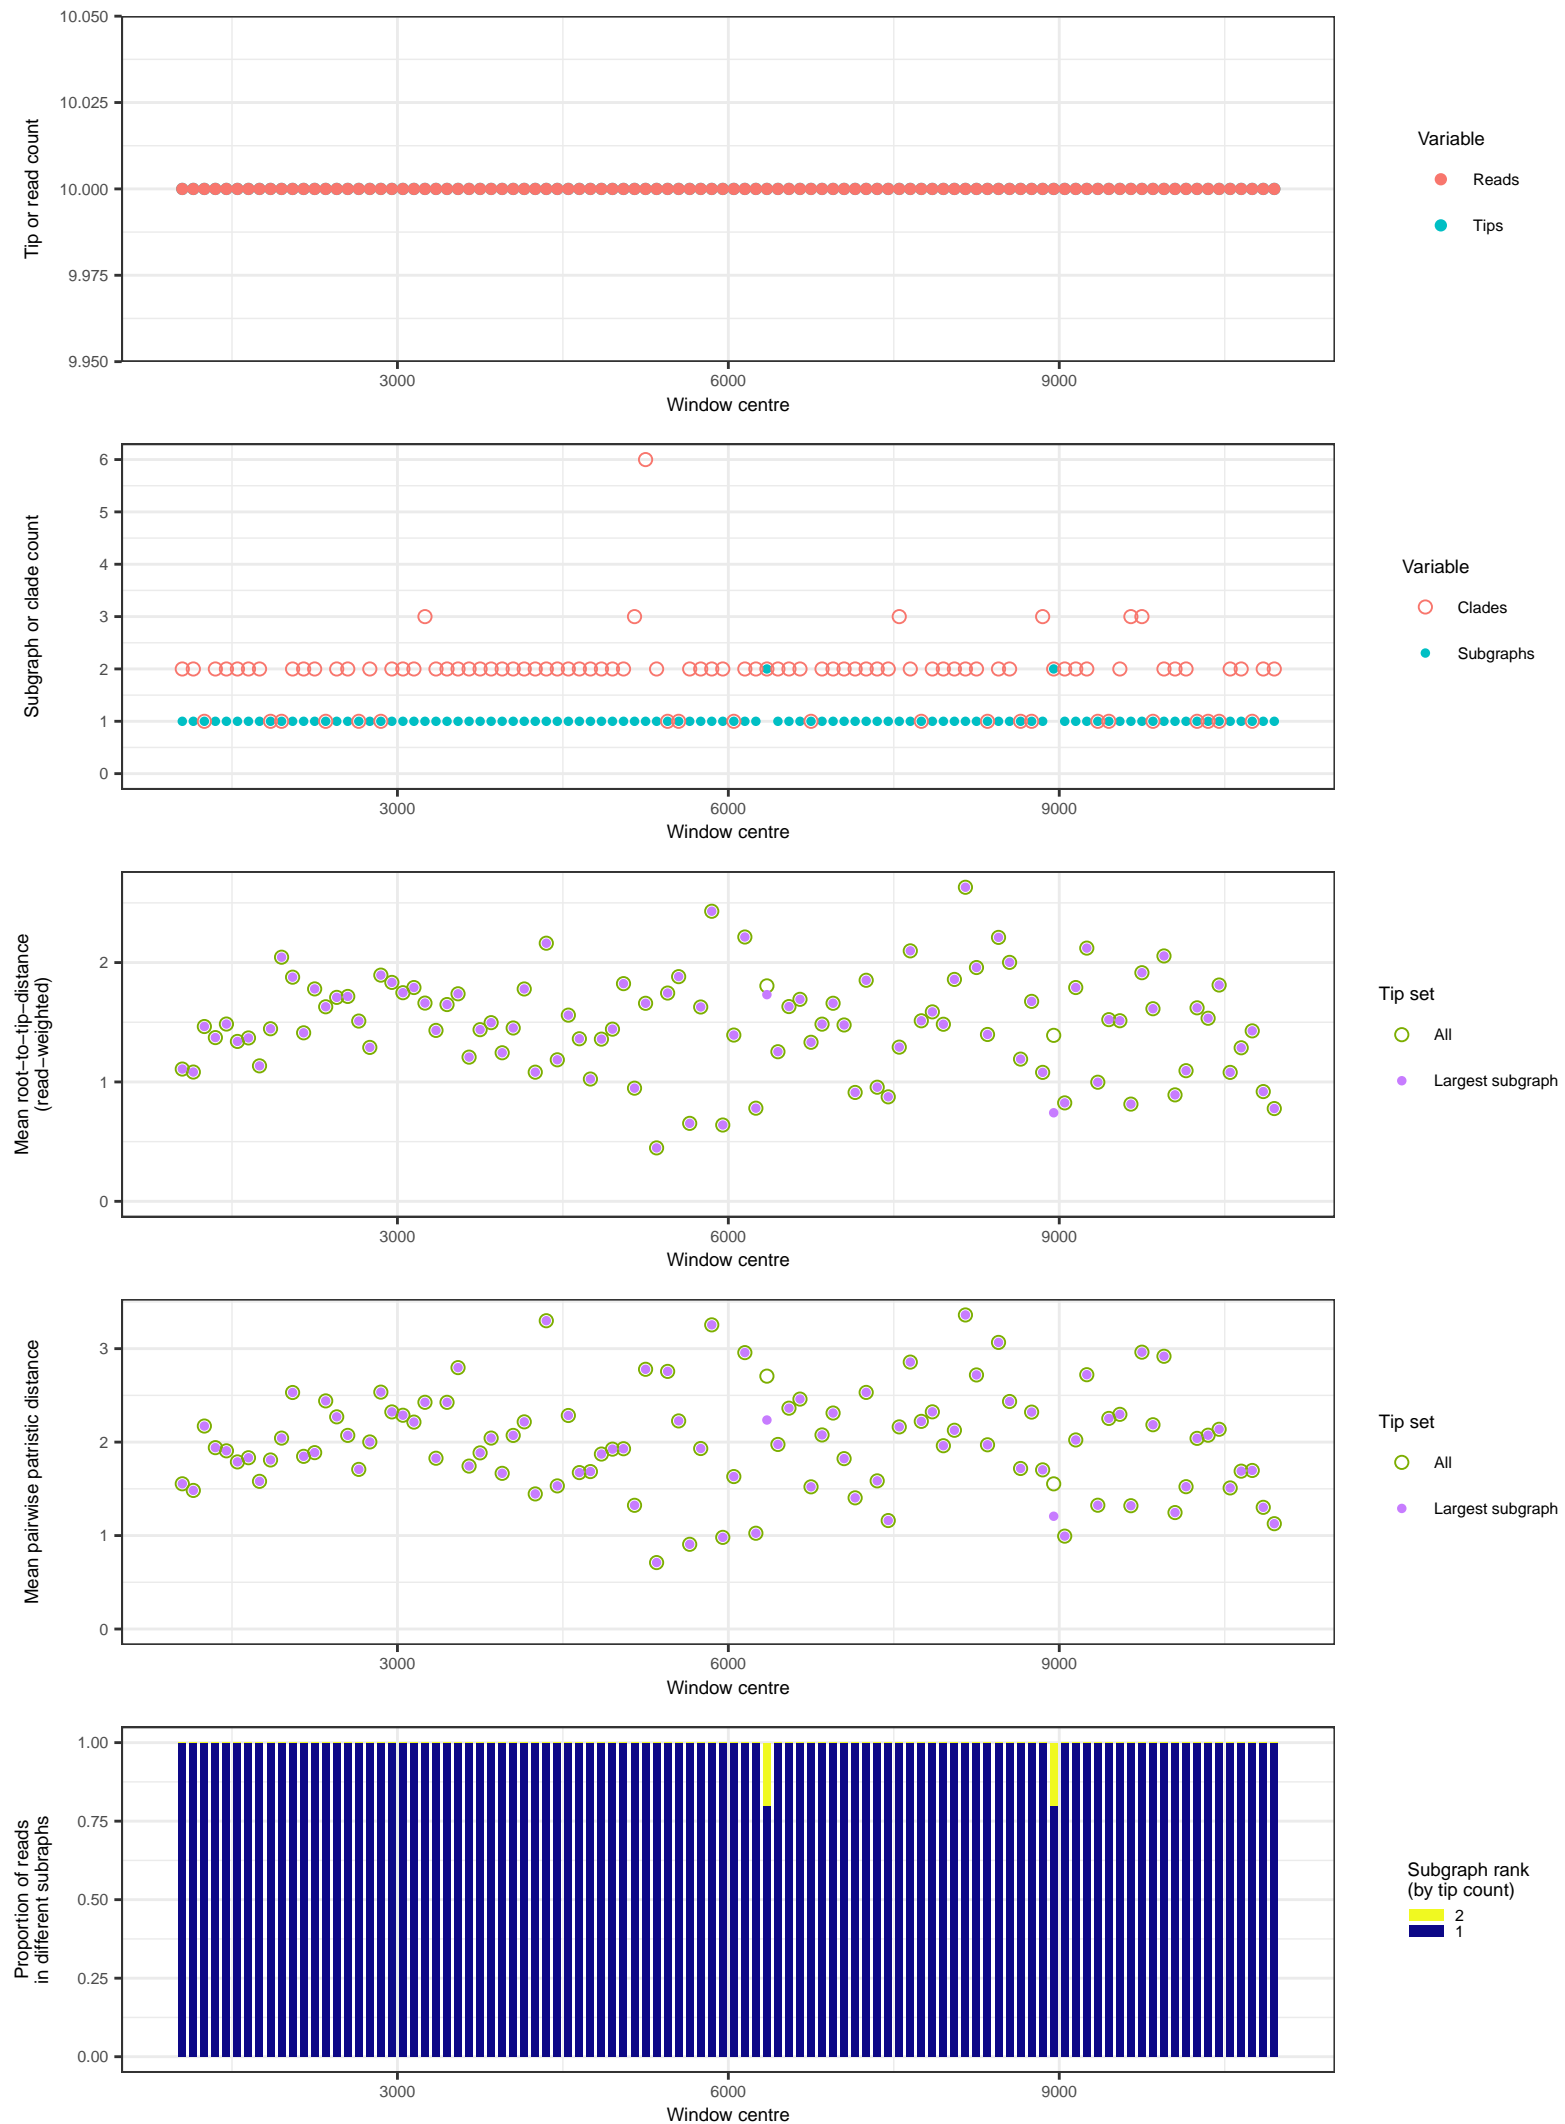 10.050
10.025
10.000
9.975
9.950
Tip or read count
3000 6000 9000
Window centre
Variable
Reads
Tips
6
5
4
3
2
1
0
Subgraph or clade count
3000 6000 9000
Window centre
Variable
Clades
Subgraphs
2
1
0
Mean root−to−tip−distance
(read−weighted)
3000 6000 9000
Window centre
Tip set
All
Largest subgraph
3
2
1
0
Mean pairwise patristic distance
3000 6000 9000
Window centre
Tip set
All
Largest subgraph
1.00
0.75
0.50
0.25
0.00
Proportion of reads
in different subraphs
3000 6000 9000
Window centre
Subgraph rank
(by tip count)
2
1